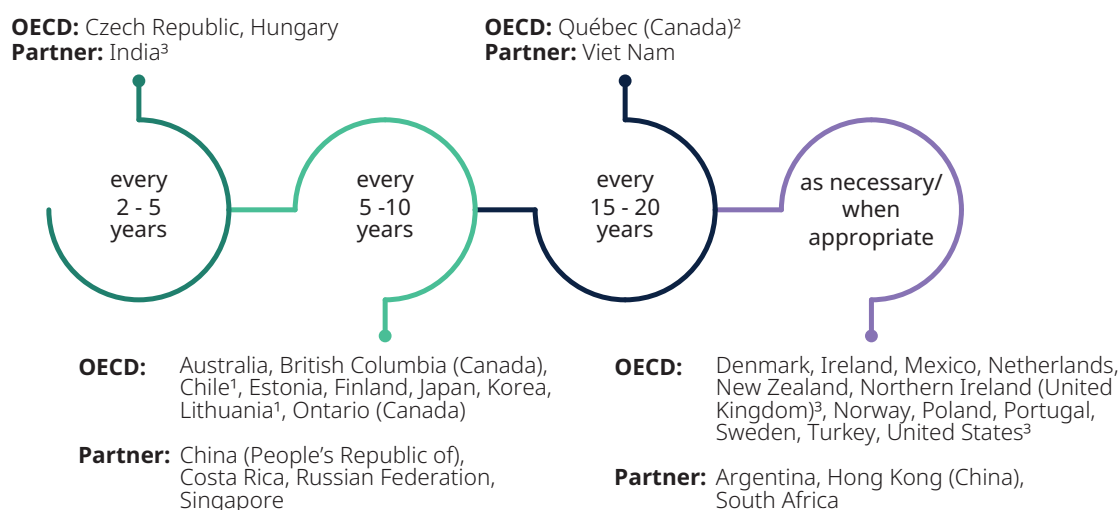 OECD: Czech Republic, Hungary
Partner: India³
OECD: Québec (Canada)²
Partner: Viet Nam
every
2 - 5
years
every
5 -10
years
every
15 - 20
years
as necessary/
when
appropriate
OECD: Australia, British Columbia (Canada),
Chile¹, Estonia, Finland, Japan, Korea,
Lithuania¹, Ontario (Canada)
Partner: China (People’s Republic of),
Costa Rica, Russian Federation,
Singapore
OECD: Denmark, Ireland, Mexico, Netherlands,
New Zealand, Northern Ireland (United
Kingdom)³, Norway, Poland, Portugal,
Sweden, Turkey, United States³
Partner: Argentina, Hong Kong (China),
South Africa